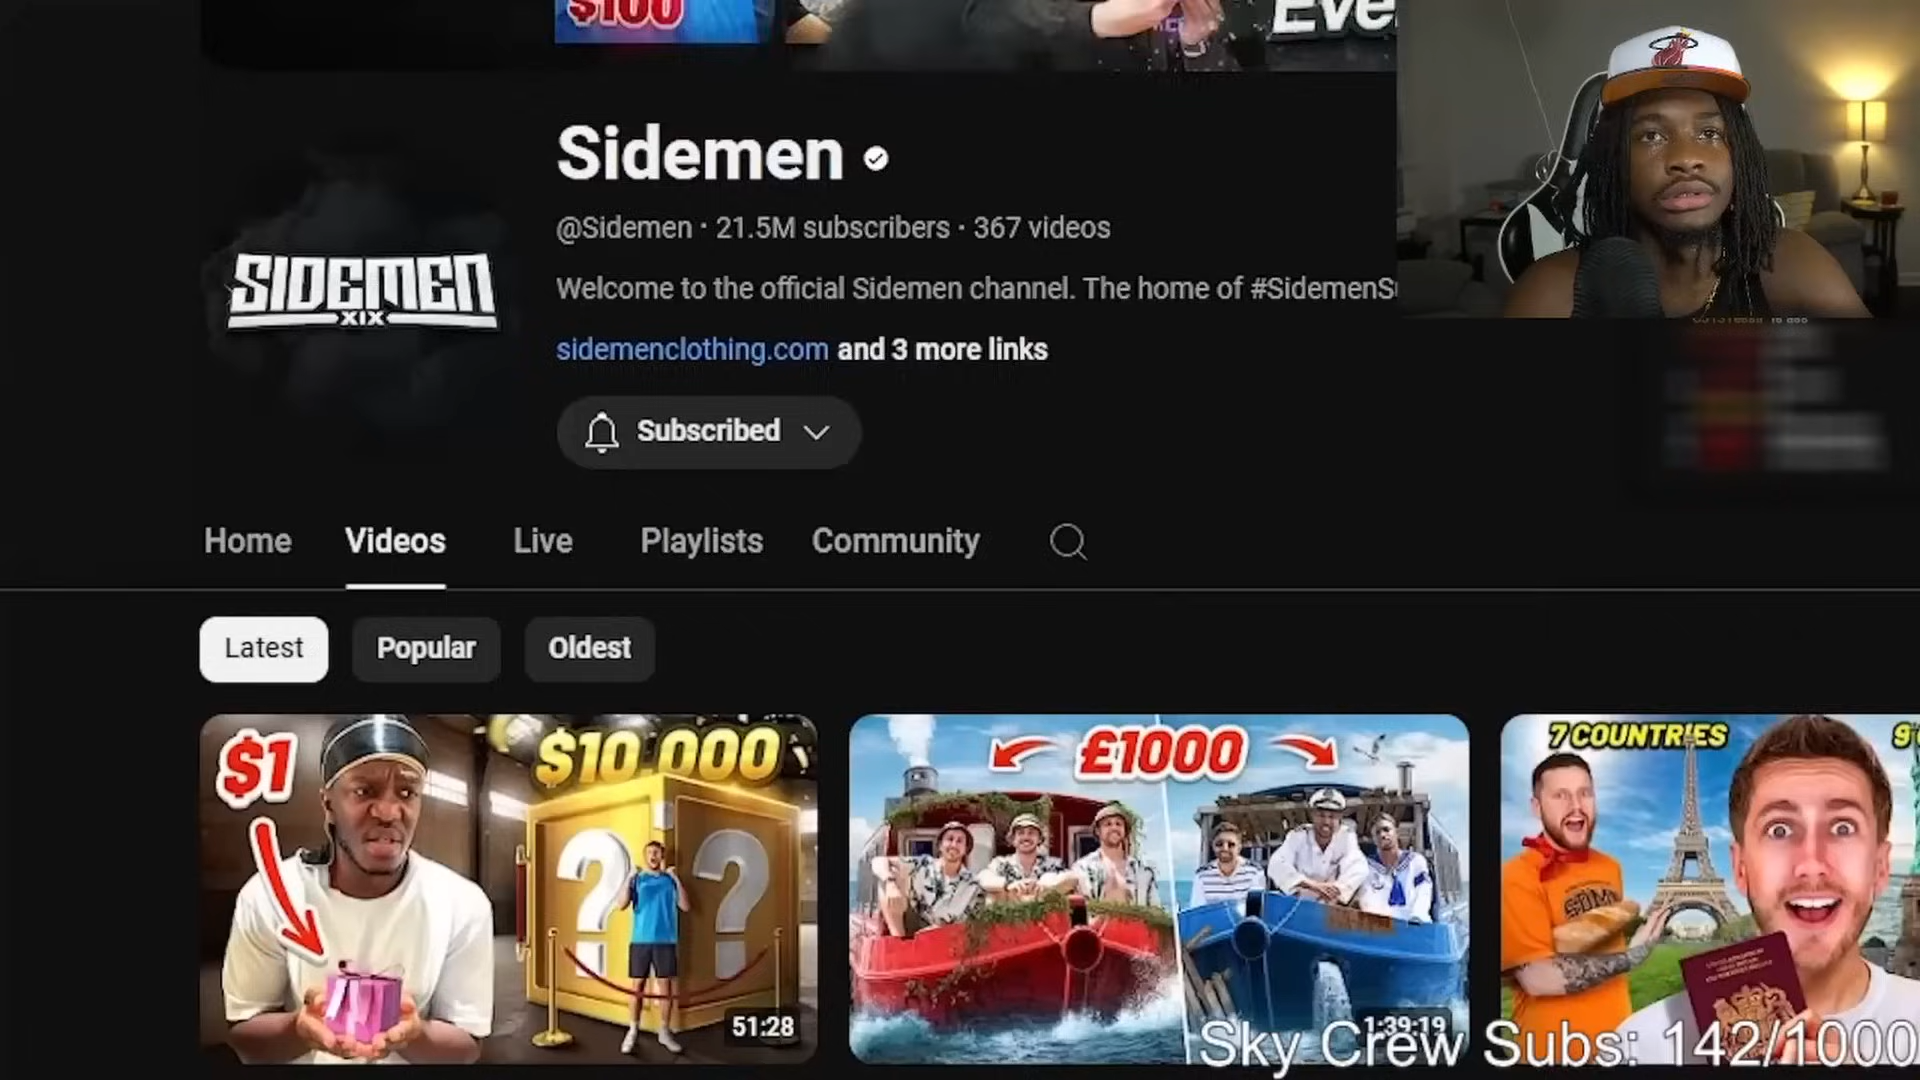 $100
Eve
Sidemen
@Sidemen · 21.5M subscribers · 367 videos
Welcome to the official Sidemen channel. The home of #SidemenS
SIDEMEN
XIX
sidemenclothing.com and 3 more links
Subscribed
Home Videos Live Playlists Community
Latest Popular Oldest
$1 $10,000
£1000
7 COUNTRIES
SDMN
51:28
1:39:19
Sky Crew Subs: 142/1000